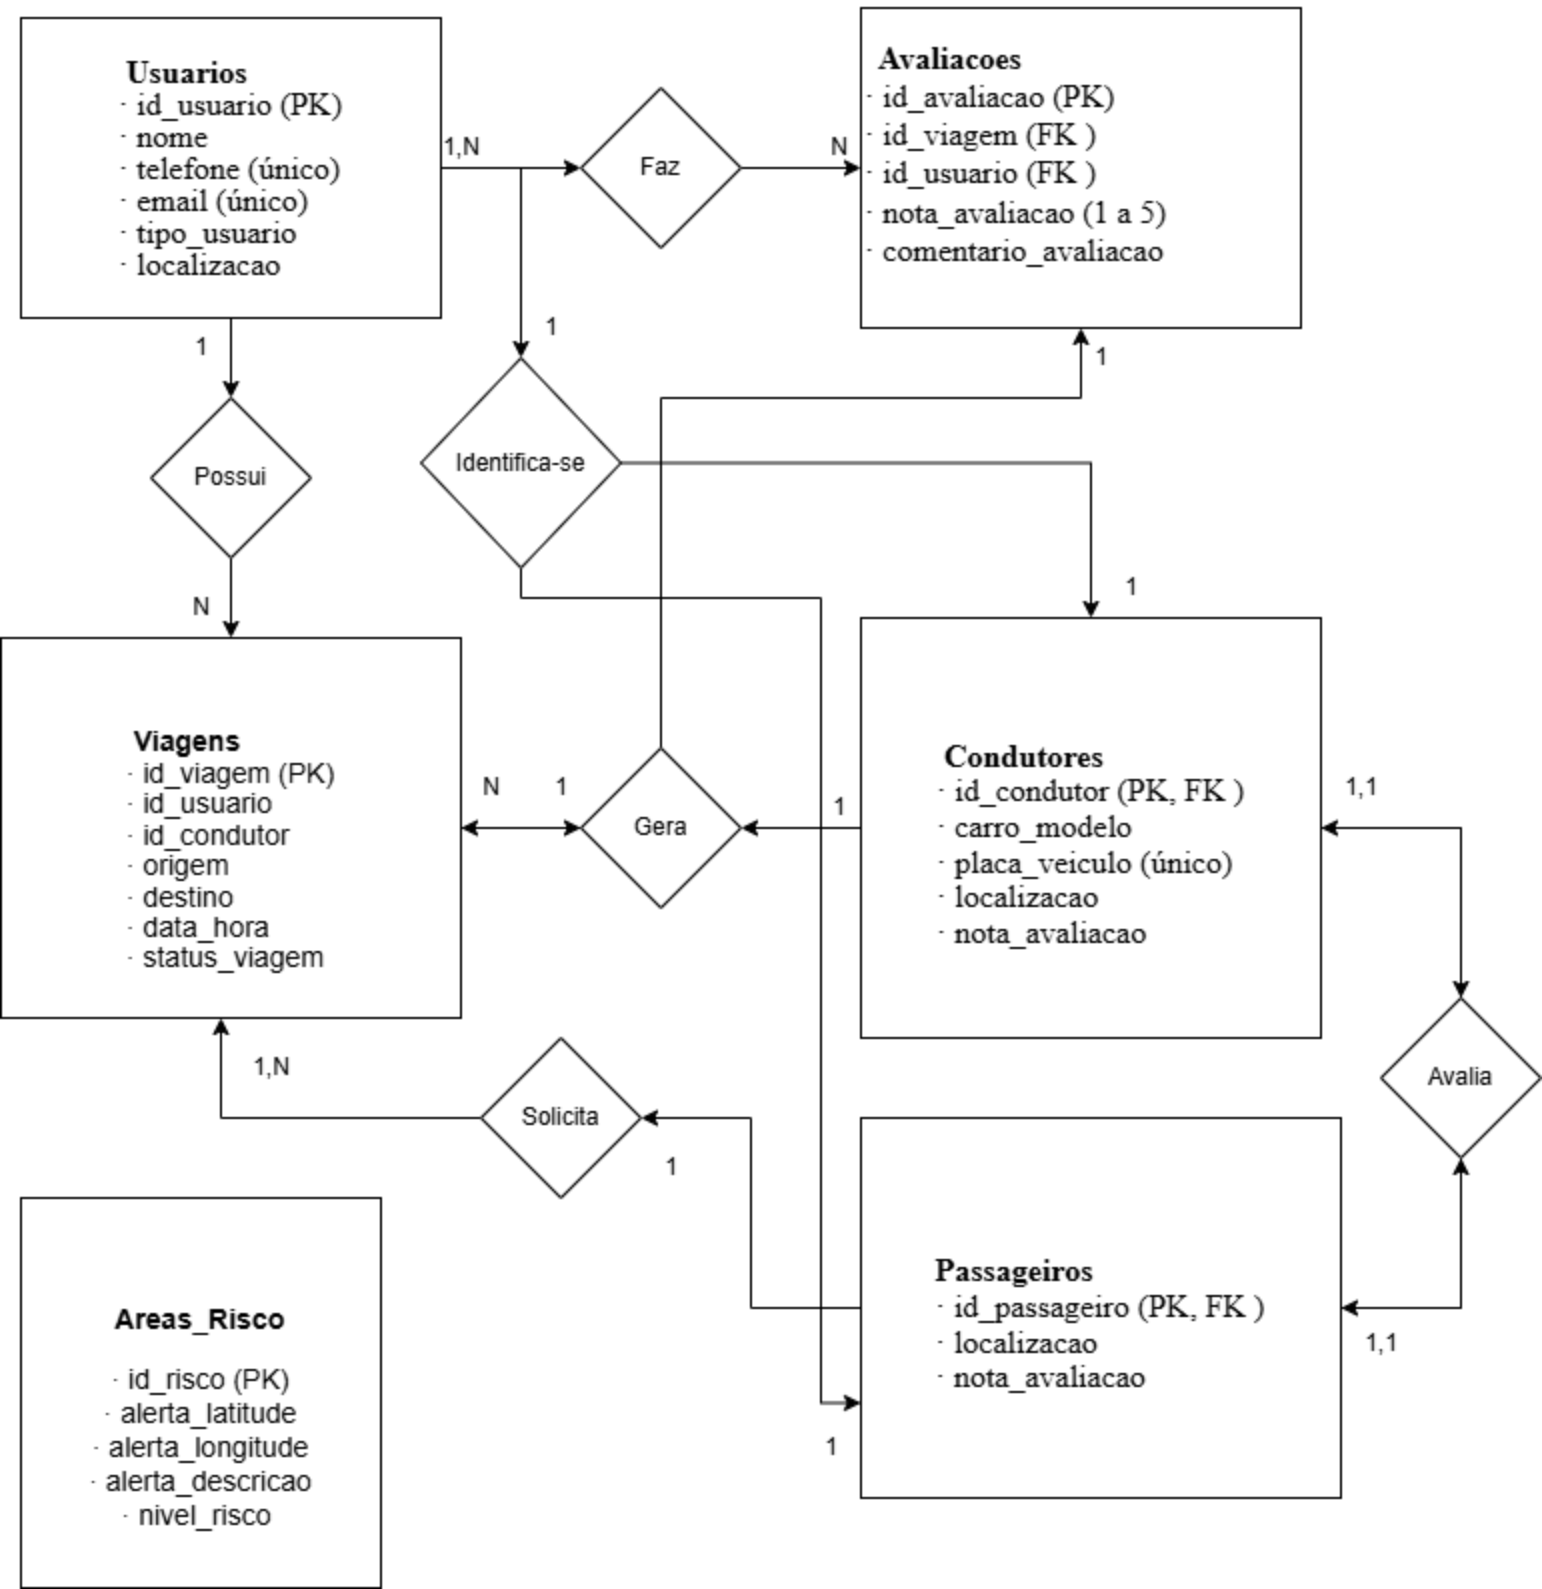 Usuarios
· id_usuario (PK)
· nome
· telefone (único)
· email (único)
· tipo_usuario
· localizacao
1,N
Faz
N
Avaliacoes
· id_avaliacao (PK)
· id_viagem (FK )
· id_usuario (FK )
· nota_avaliacao (1 a 5)
· comentario_avaliacao
1
1
1
Possui
Identifica-se
N
1
Viagens
· id_viagem (PK)
· id_usuario
· id_condutor
· origem
· destino
· data_hora
· status_viagem
N
1
Gera
1
Condutores
· id_condutor (PK, FK )
· carro_modelo
· placa_veiculo (único)
· localizacao
· nota_avaliacao
1,1
Avalia
1,N
Solicita
1
Passageiros
· id_passageiro (PK, FK )
· localizacao
· nota_avaliacao
1,1
1
Areas_Risco
· id_risco (PK)
· alerta_latitude
· alerta_longitude
· alerta_descricao
· nivel_risco